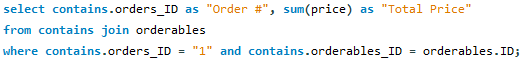 select contains.orders_ID as "Order #", sum(price) as "Total Price"
from contains join orderables
where contains.orders_ID = "1" and contains.orderables_ID = orderables.ID;